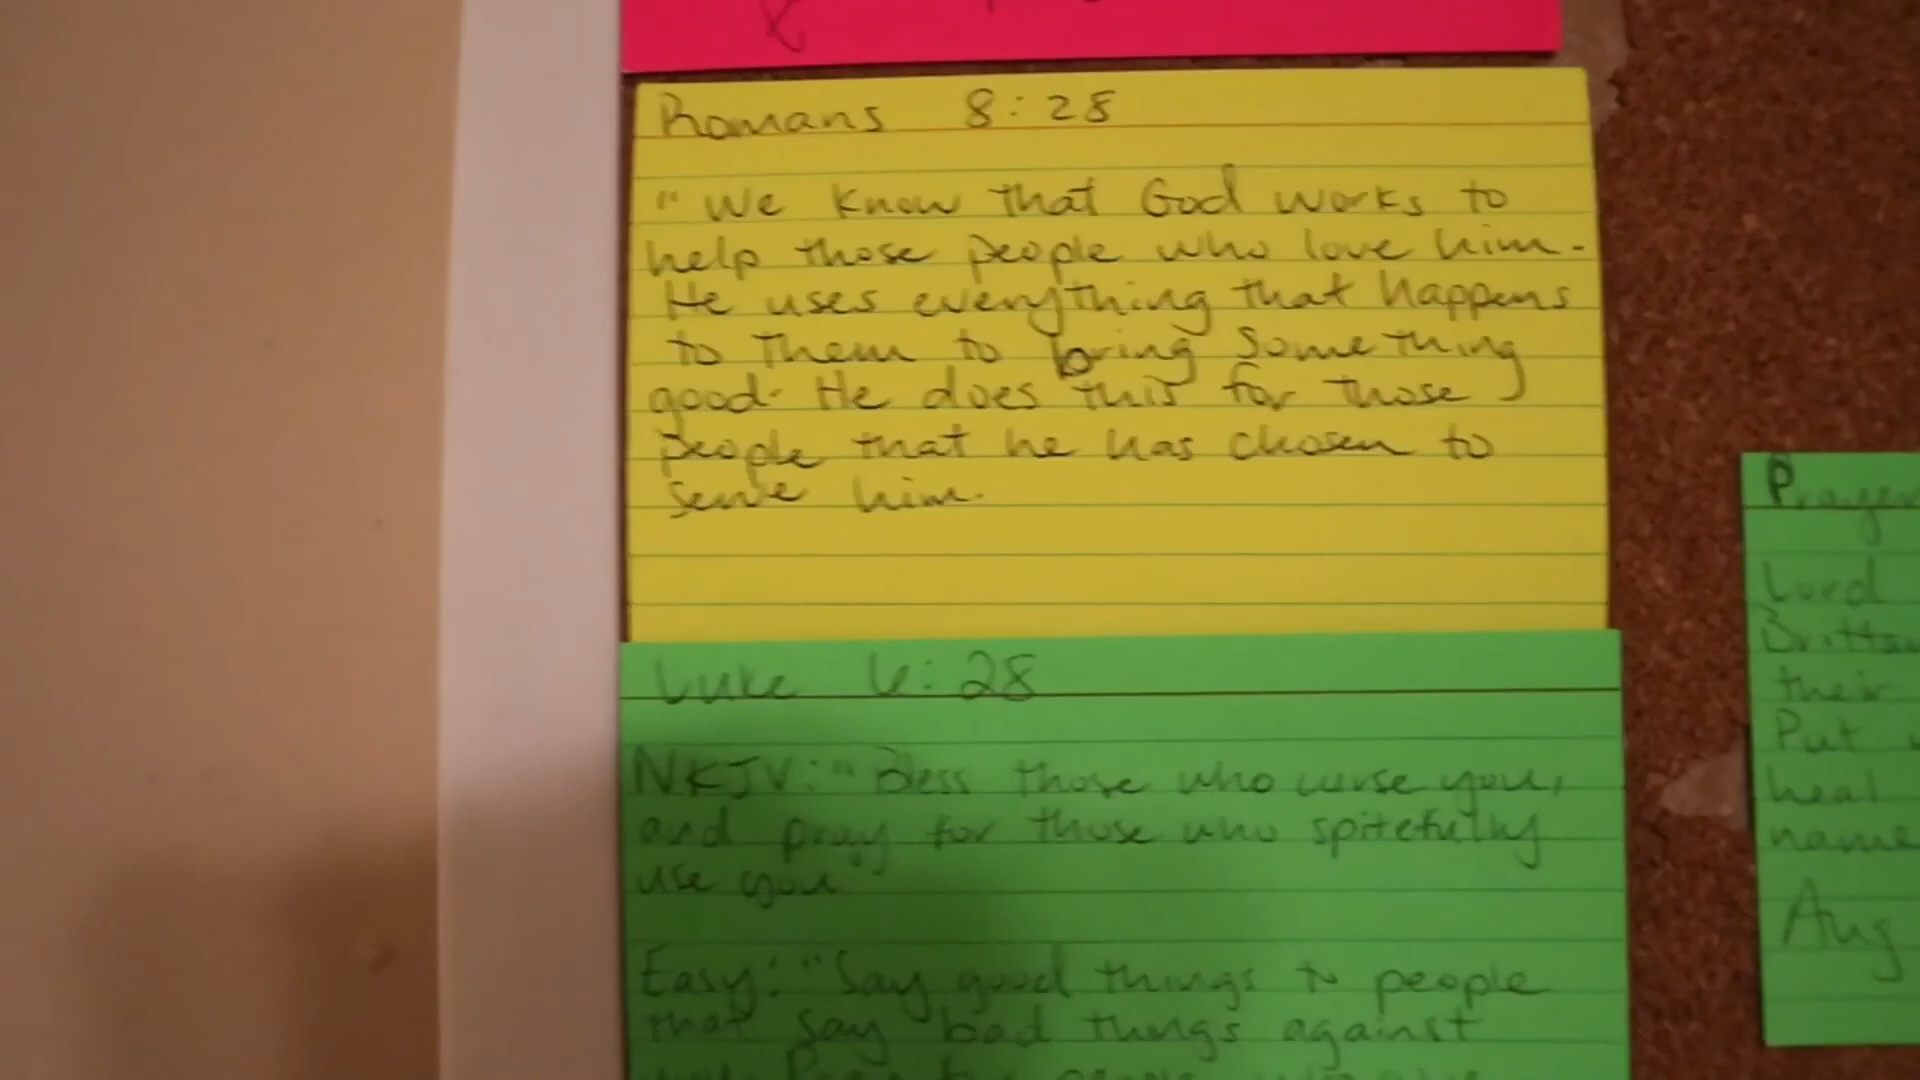 Romans 8:28
"We know that God works to
help those people who love him.
He uses everything that happens
to them to bring something
good. He does this for those
people that he has chosen to
serve him.
Luke 6:28
NKJV: "Bless those who curse you,
and pray for those who spitefully
use you"
Easy: "Say good things to people
that say bad things against
Prayer
Lord
their
Put
heal
name
Aug